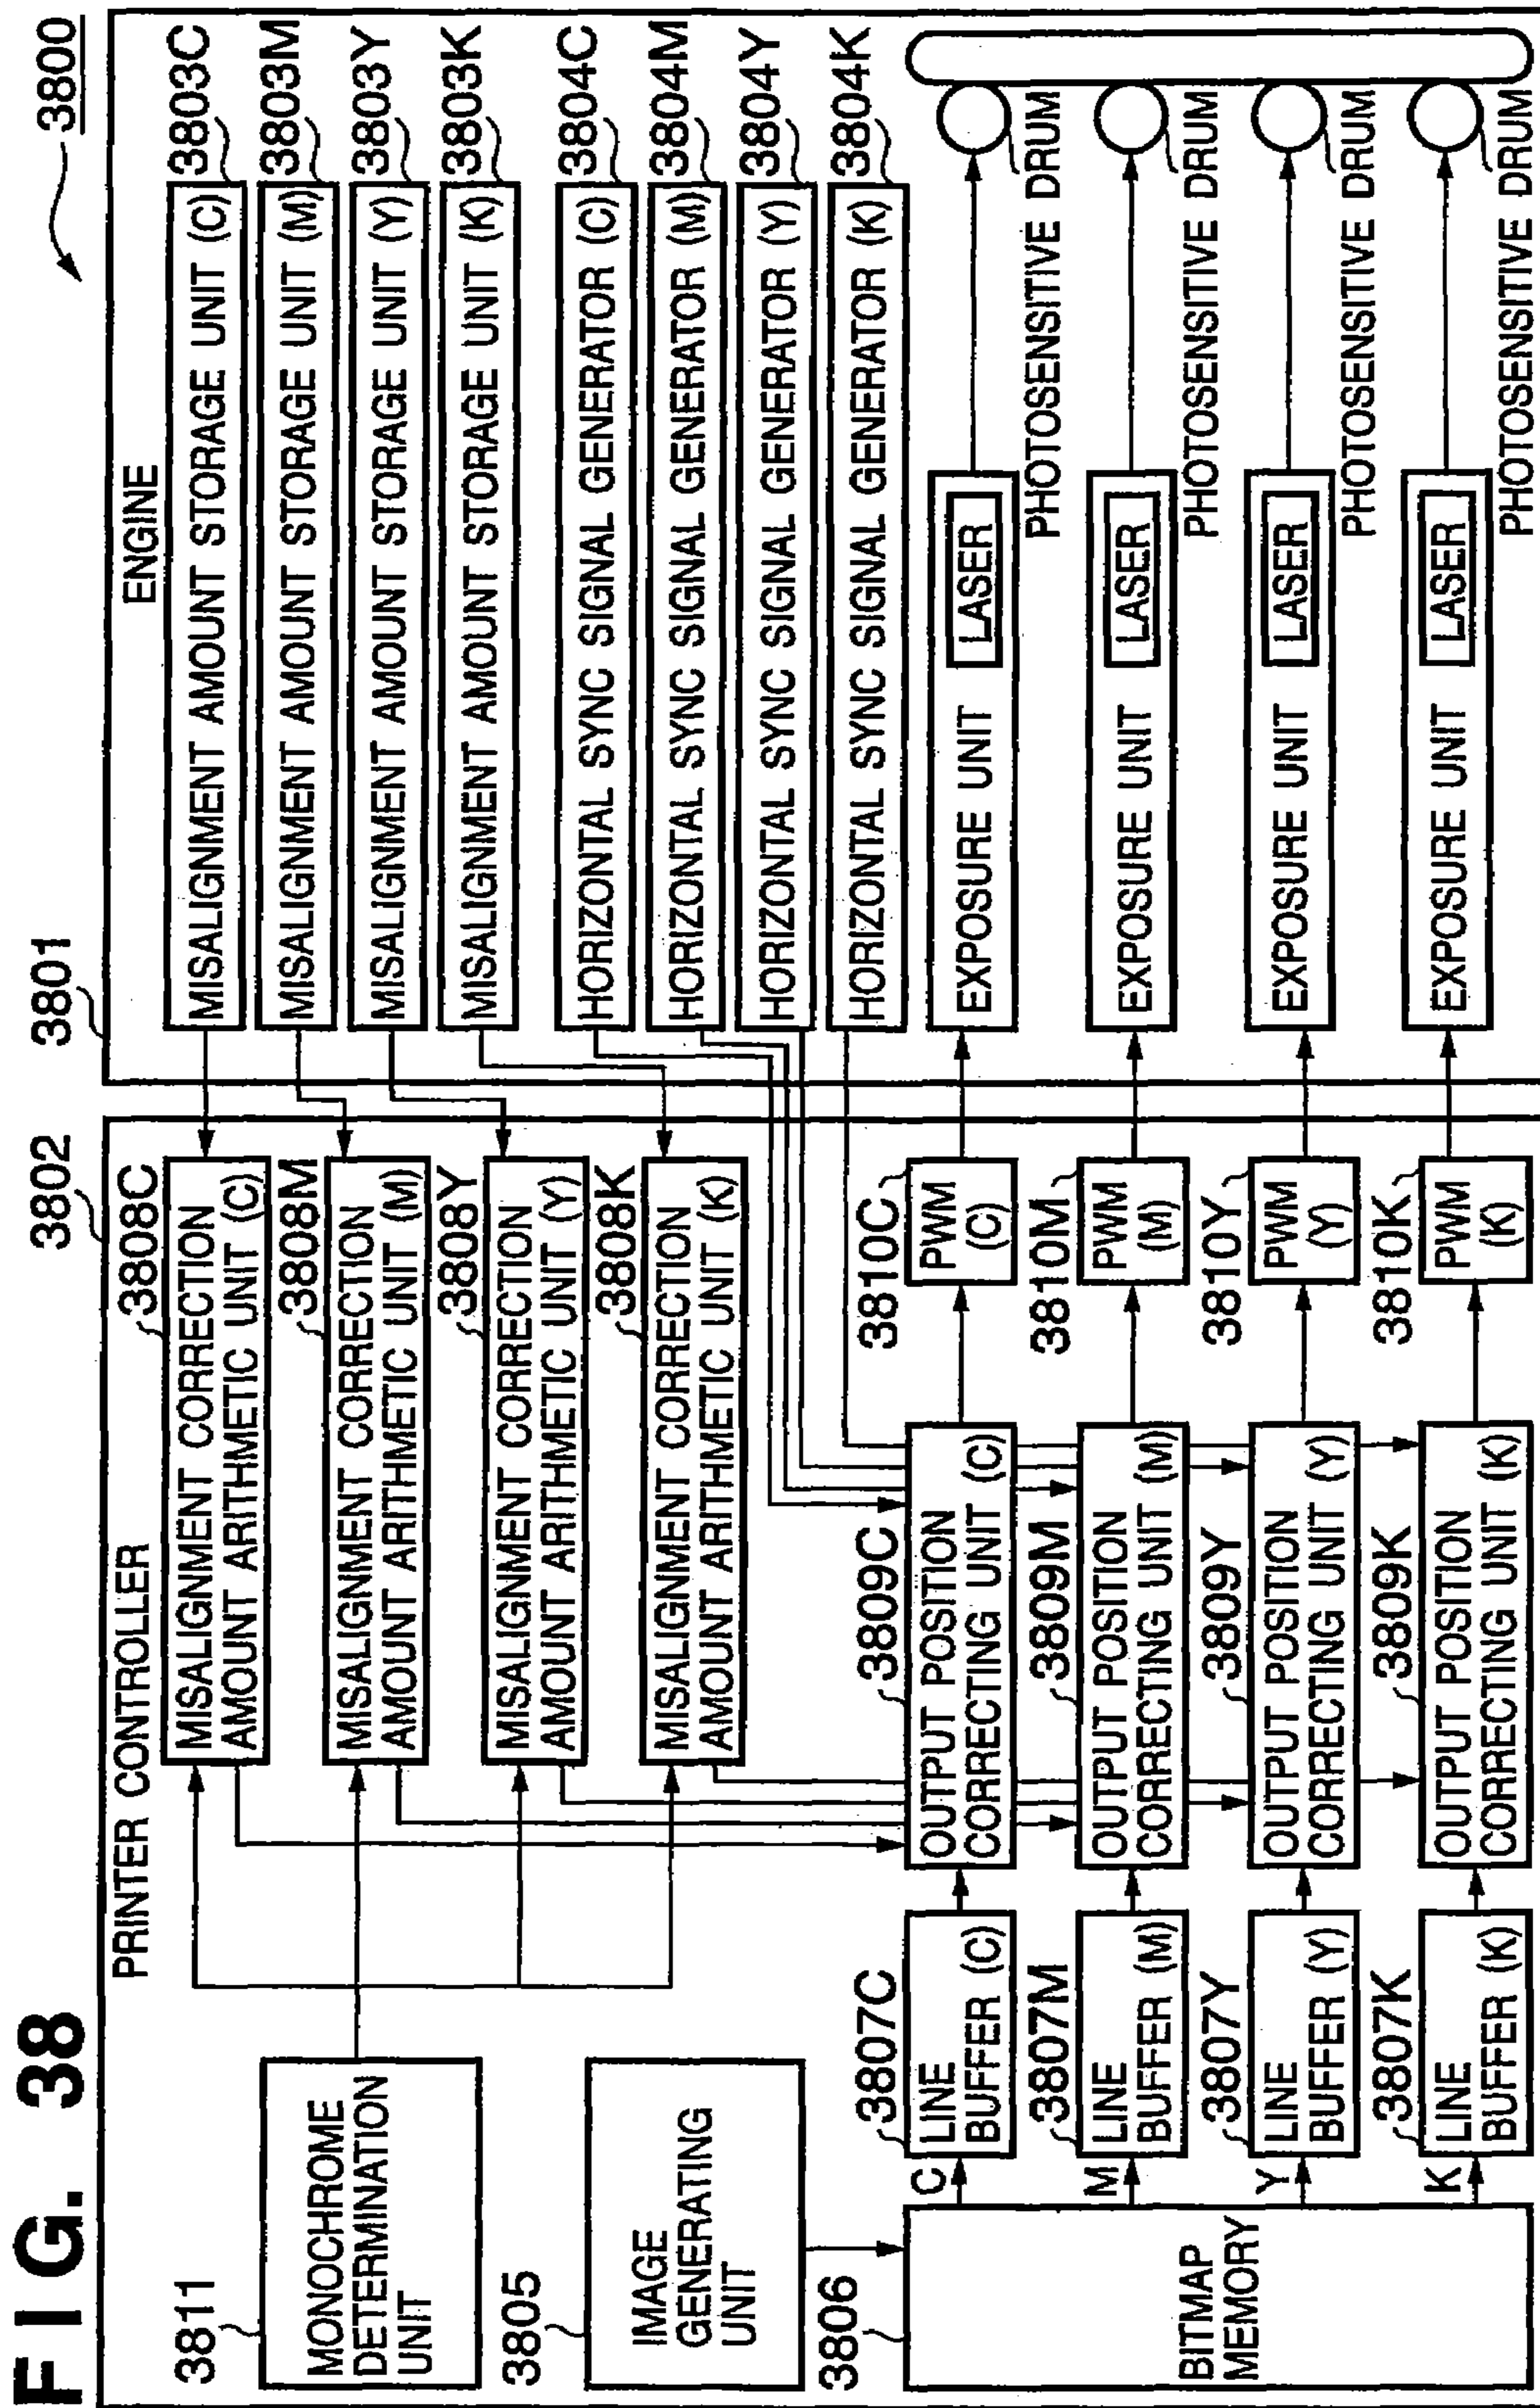 FIG. 38
3800
3802
3801
PRINTER CONTROLLER
ENGINE
3811
MONOCHROME
DETERMINATION
UNIT
3805
IMAGE
GENERATING
UNIT
3806
BITMAP
MEMORY
3808C
MISALIGNMENT CORRECTION
AMOUNT ARITHMETIC UNIT (C)
3808M
MISALIGNMENT CORRECTION
AMOUNT ARITHMETIC UNIT (M)
3808Y
MISALIGNMENT CORRECTION
AMOUNT ARITHMETIC UNIT (Y)
3808K
MISALIGNMENT CORRECTION
AMOUNT ARITHMETIC UNIT (K)
MISALIGNMENT AMOUNT STORAGE UNIT (C)
3803C
MISALIGNMENT AMOUNT STORAGE UNIT (M)
3803M
MISALIGNMENT AMOUNT STORAGE UNIT (Y)
3803Y
MISALIGNMENT AMOUNT STORAGE UNIT (K)
3803K
HORIZONTAL SYNC SIGNAL GENERATOR (C)
3804C
HORIZONTAL SYNC SIGNAL GENERATOR (M)
3804M
HORIZONTAL SYNC SIGNAL GENERATOR (Y)
3804Y
HORIZONTAL SYNC SIGNAL GENERATOR (K)
3804K
C
3807C
LINE
BUFFER (C)
3809C
OUTPUT POSITION
CORRECTING UNIT (C)
3810C
PWM
(C)
EXPOSURE UNIT
LASER
PHOTOSENSITIVE DRUM
M
3807M
LINE
BUFFER (M)
3809M
OUTPUT POSITION
CORRECTING UNIT (M)
3810M
PWM
(M)
EXPOSURE UNIT
LASER
PHOTOSENSITIVE DRUM
Y
3807Y
LINE
BUFFER (Y)
3809Y
OUTPUT POSITION
CORRECTING UNIT (Y)
3810Y
PWM
(Y)
EXPOSURE UNIT
LASER
PHOTOSENSITIVE DRUM
K
3807K
LINE
BUFFER (K)
3809K
OUTPUT POSITION
CORRECTING UNIT (K)
3810K
PWM
(K)
EXPOSURE UNIT
LASER
PHOTOSENSITIVE DRUM